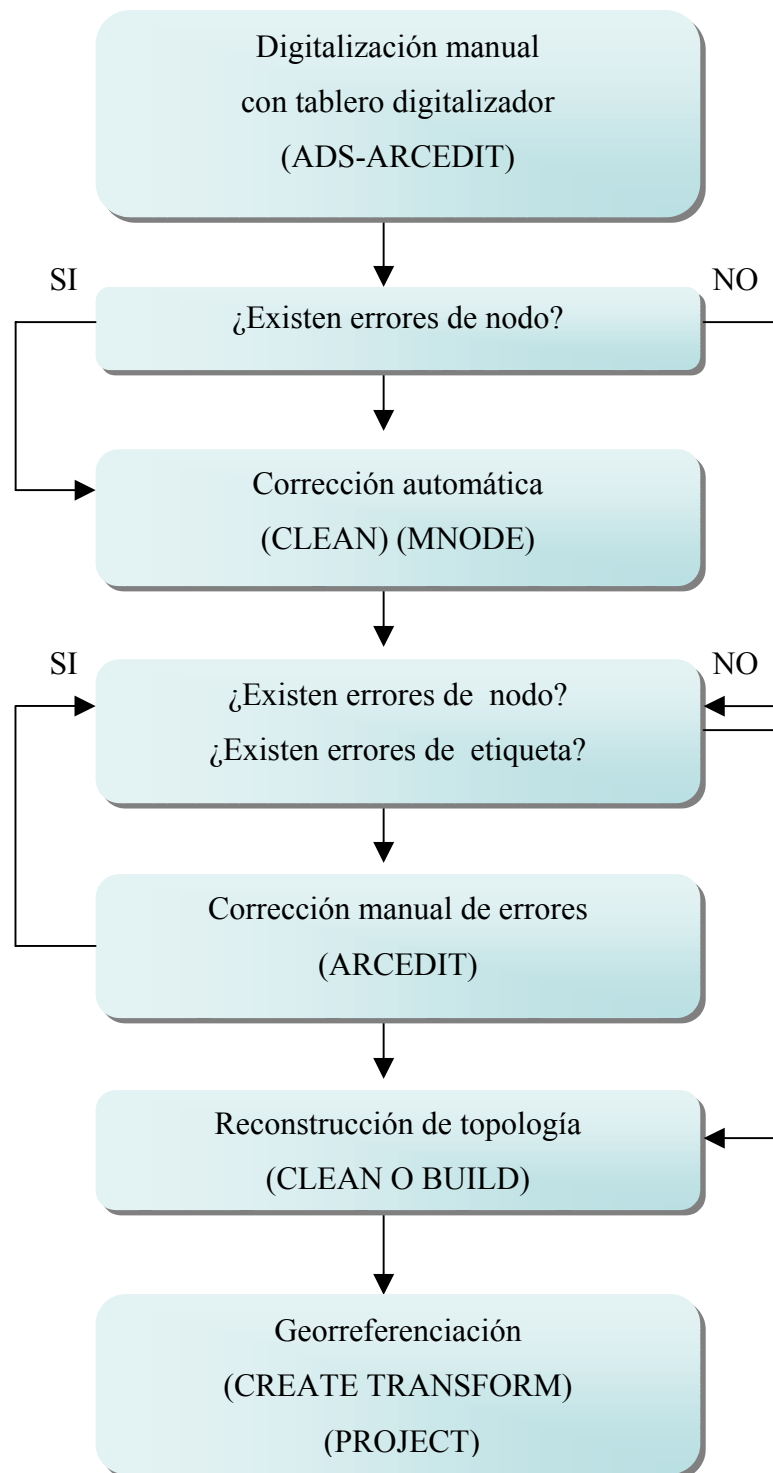 Digitalización manual
con tablero digitalizador
(ADS-ARCEDIT)
SI
NO
¿Existen errores de nodo?
Corrección automática
(CLEAN) (MNODE)
SI
NO
¿Existen errores de nodo?
¿Existen errores de etiqueta?
Corrección manual de errores
(ARCEDIT)
Reconstrucción de topología
(CLEAN O BUILD)
Georreferenciación
(CREATE TRANSFORM)
(PROJECT)